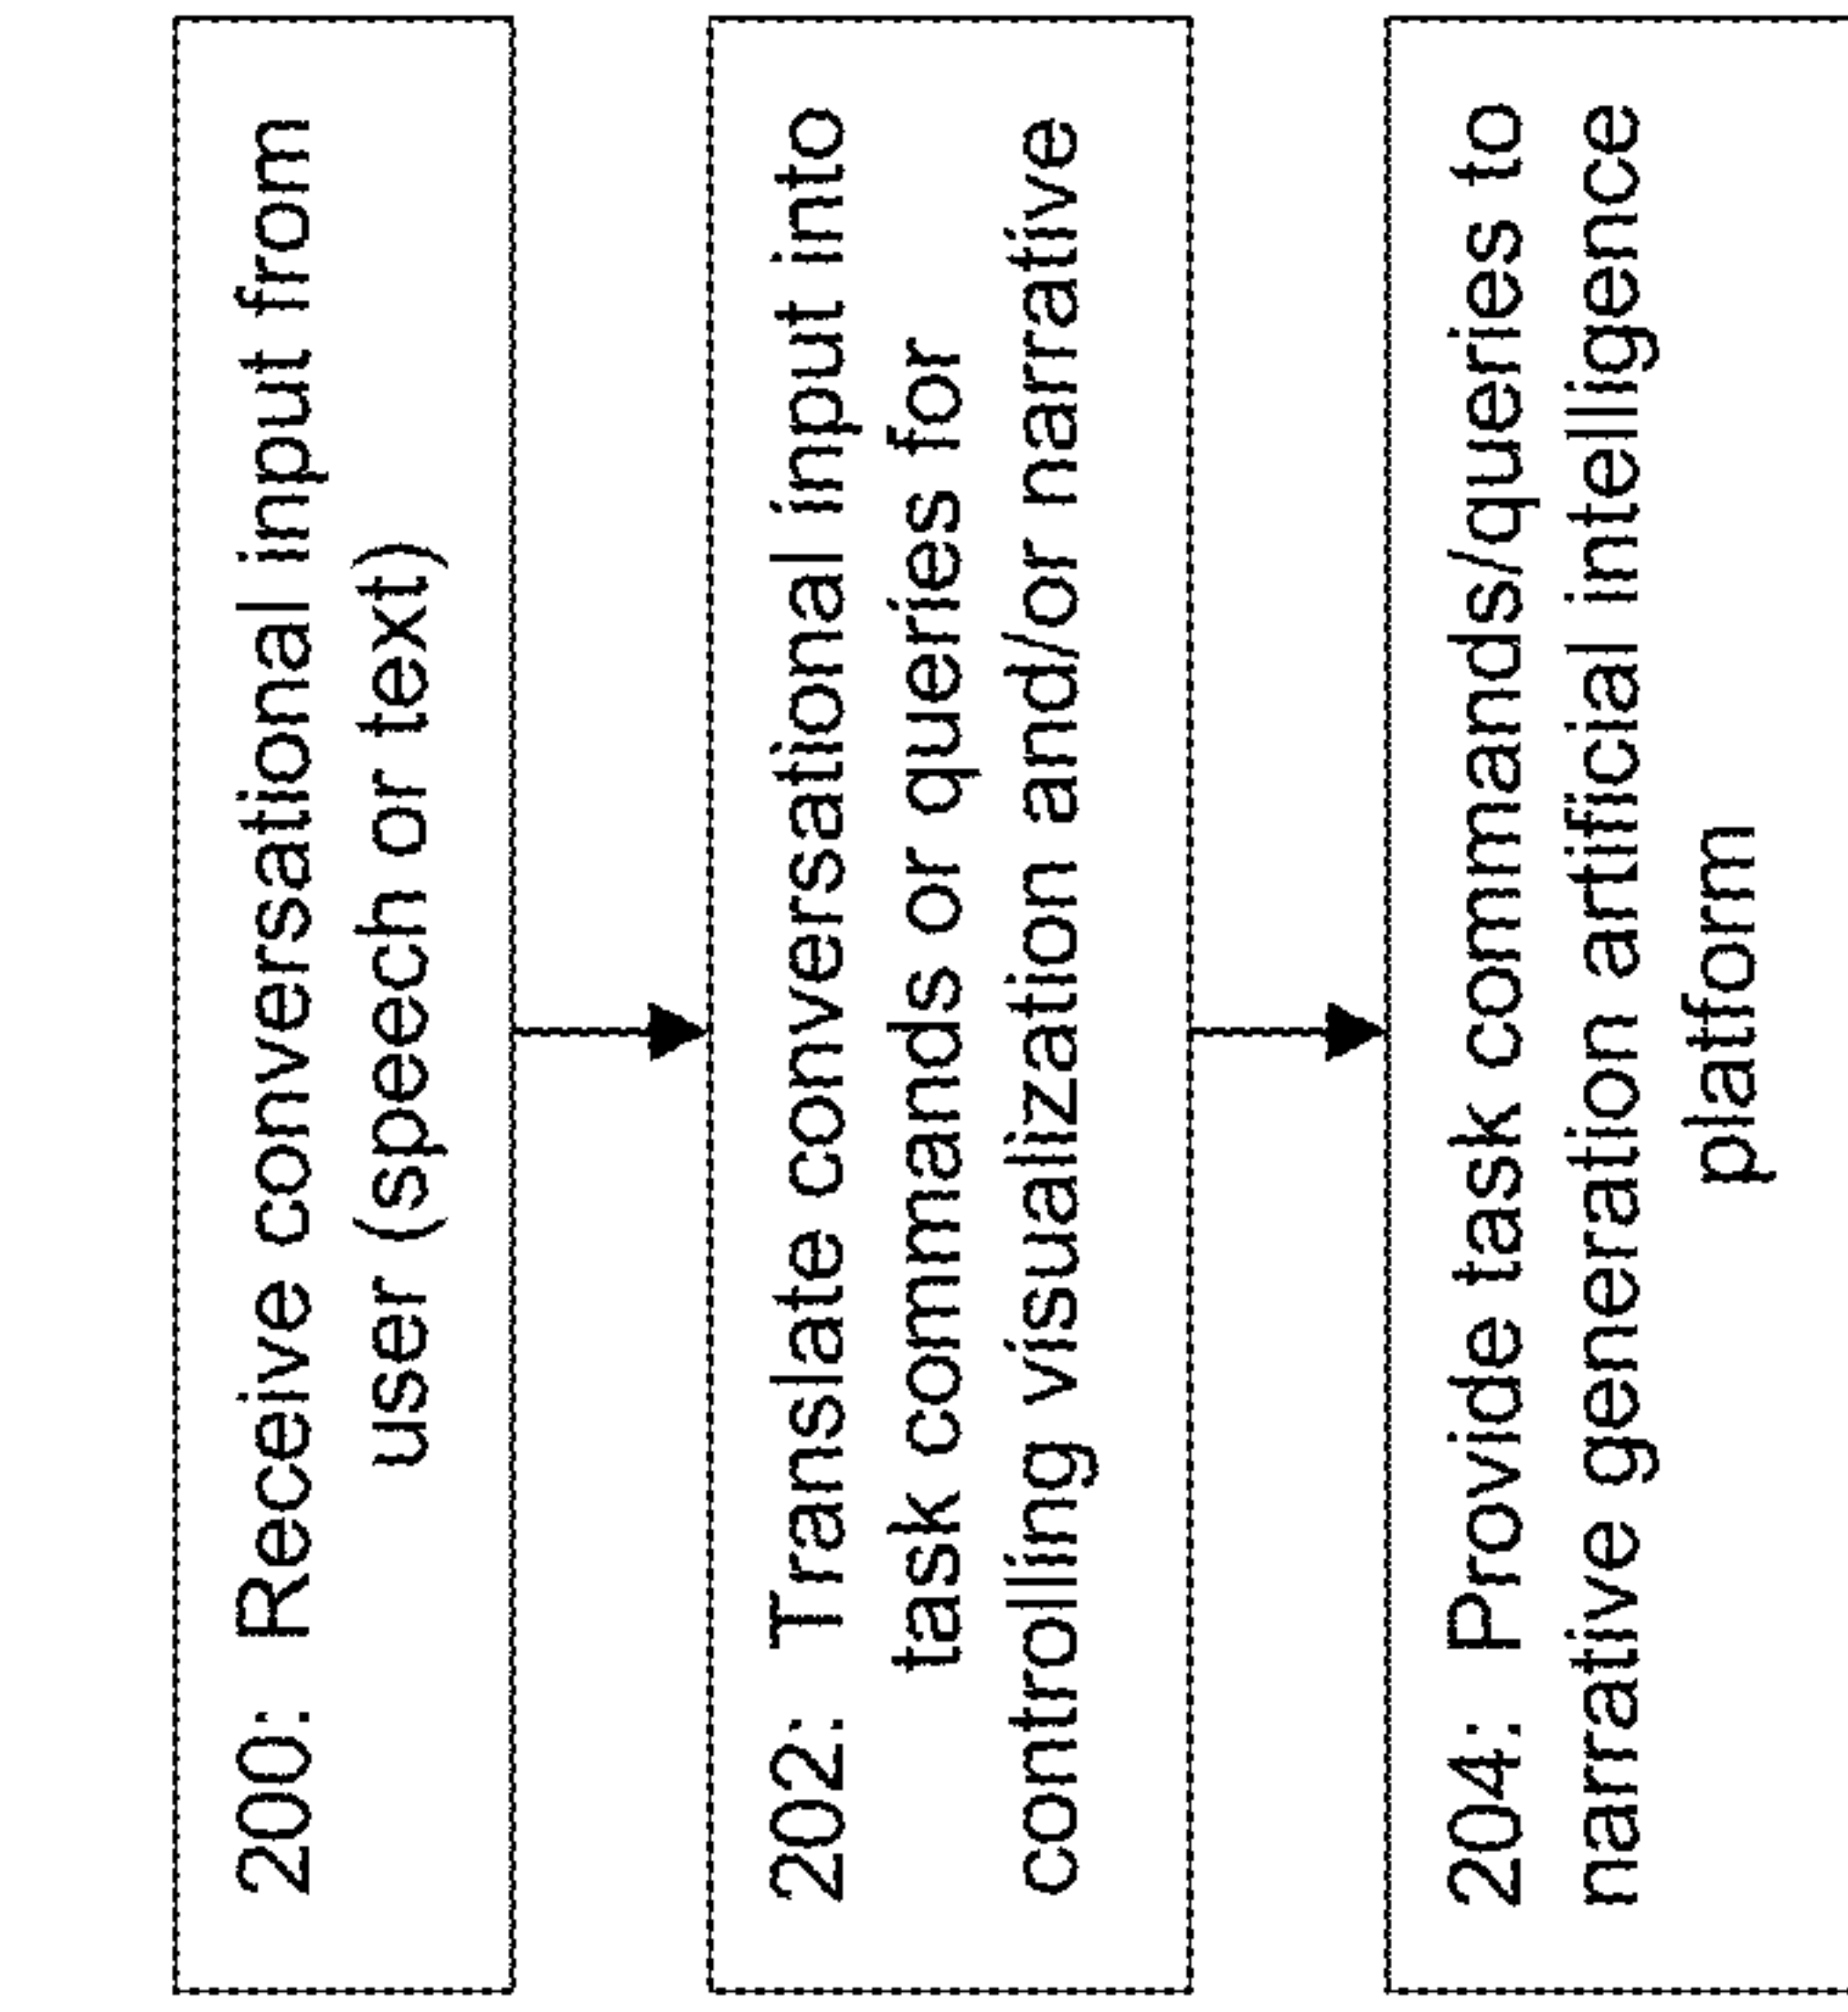 200: Receive conversational input from
user (speech or text)
202: Translate conversational input into
task commands or queries for
controlling visualization and/or narrative
204: Provide task commands/queries to
narrative generation artificial intelligence
platform